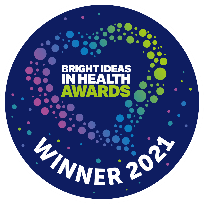 BRIGHT IDEAS
IN HEALTH
AWARDS
WINNER 2021